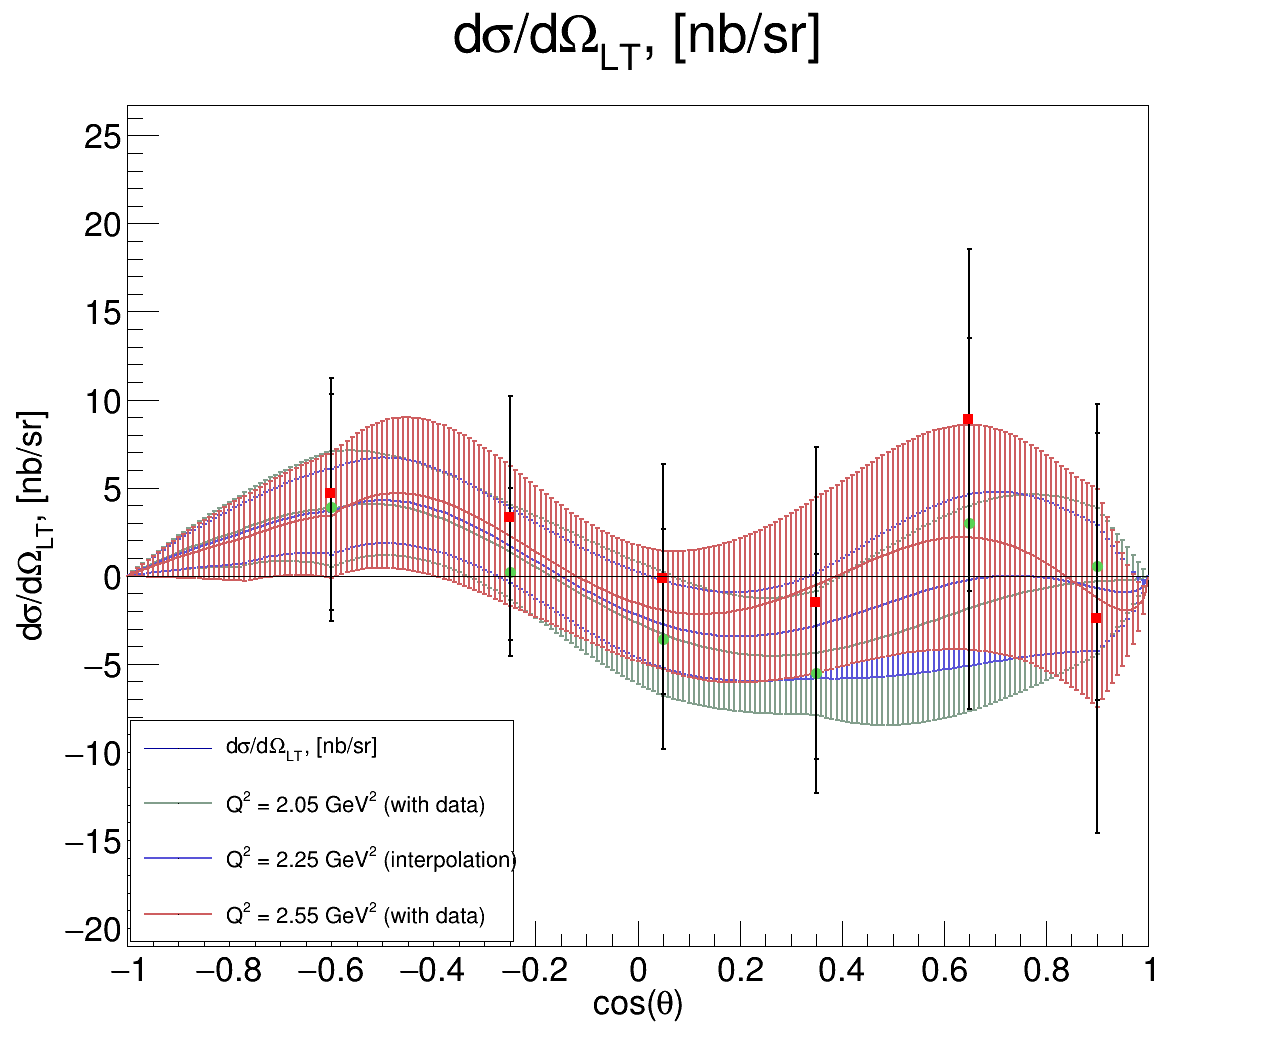 dσ/dΩLT, [nb/sr]
dσ/dΩLT, [nb/sr]
25
20
15
10
5
0
−5
−10
−15
−20
dσ/dΩLT, [nb/sr]
Q2 = 2.05 GeV2 (with data)
Q2 = 2.25 GeV2 (interpolation)
Q2 = 2.55 GeV2 (with data)
−1 −0.8 −0.6 −0.4 −0.2 0 0.2 0.4 0.6 0.8 1
cos(θ)